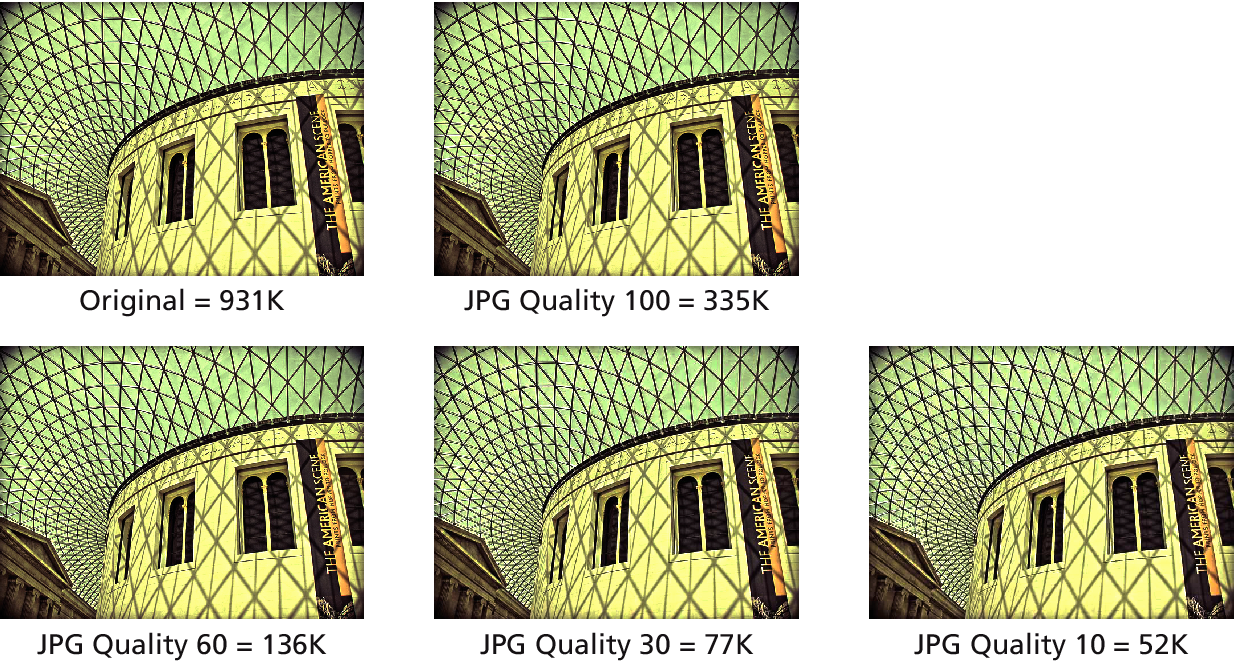 THE AMERICAN SCENE
Original = 931K
THE AMERICAN SCENE
JPG Quality 100 = 335K
THE AMERICAN SCENE
JPG Quality 60 = 136K
THE AMERICAN SCENE
JPG Quality 30 = 77K
THE AMERICAN SCENE
JPG Quality 10 = 52K